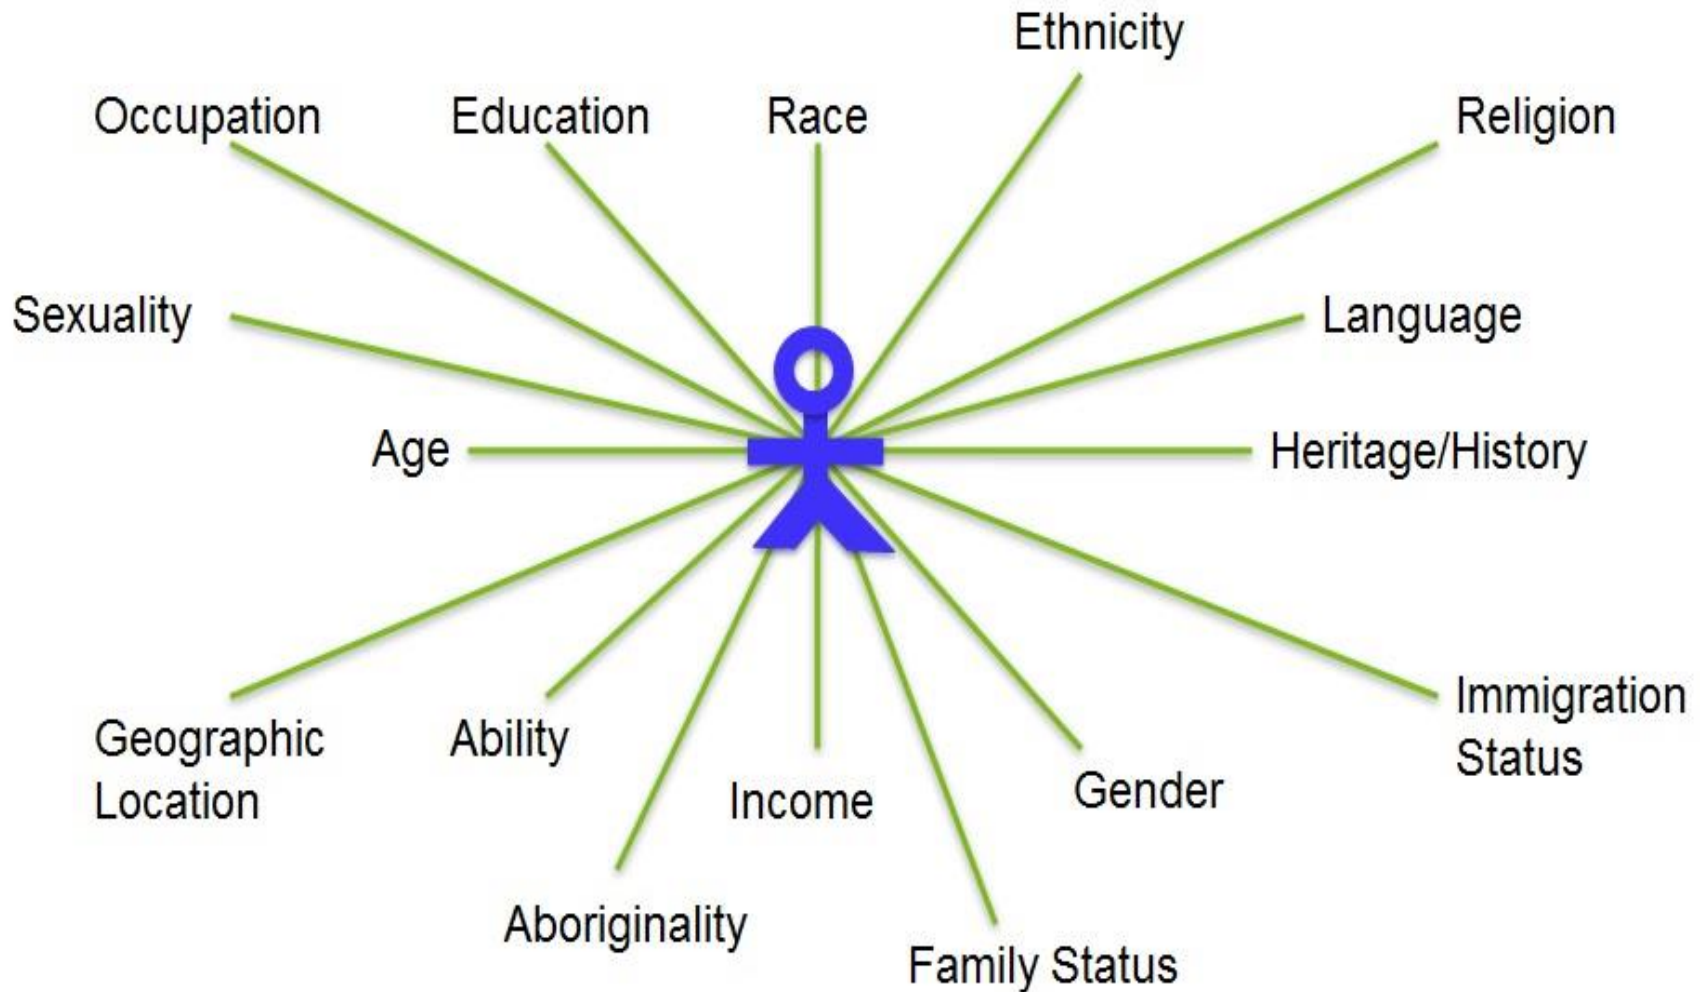 Ethnicity
Occupation
Education
Race
Religion
Sexuality
Language
Age
Heritage/History
Geographic
Location
Ability
Income
Gender
Immigration
Status
Aboriginality
Family Status